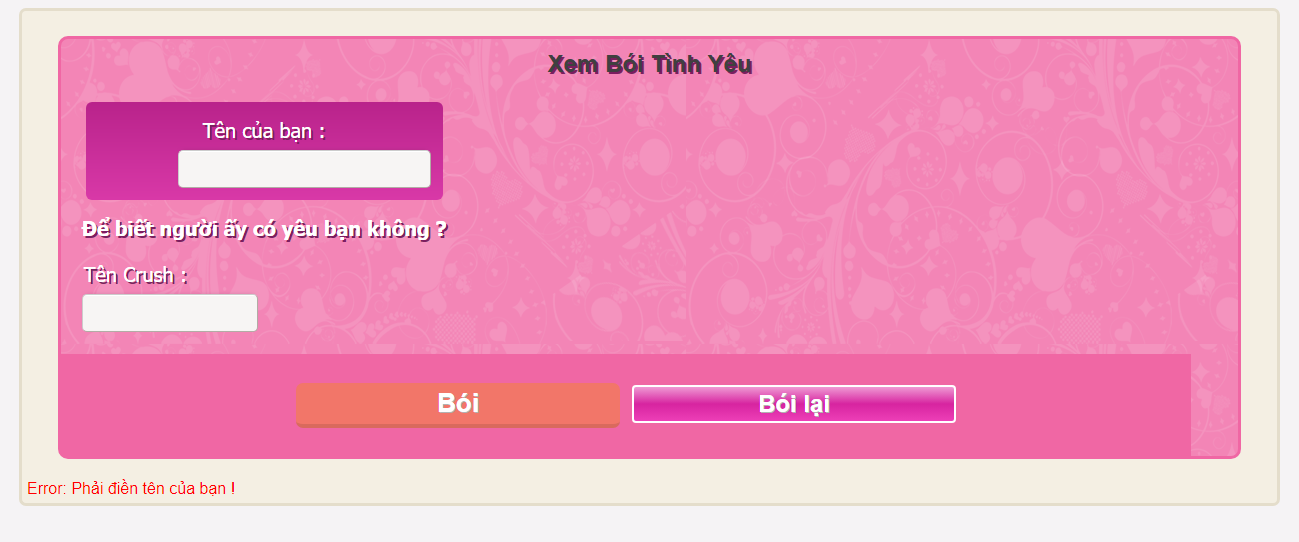 Xem Bói Tình Yêu
Tên của bạn :
Để biết người ấy có yêu bạn không ?
Tên Crush :
Bói
Bói lại
Error: Phải điền tên của bạn !